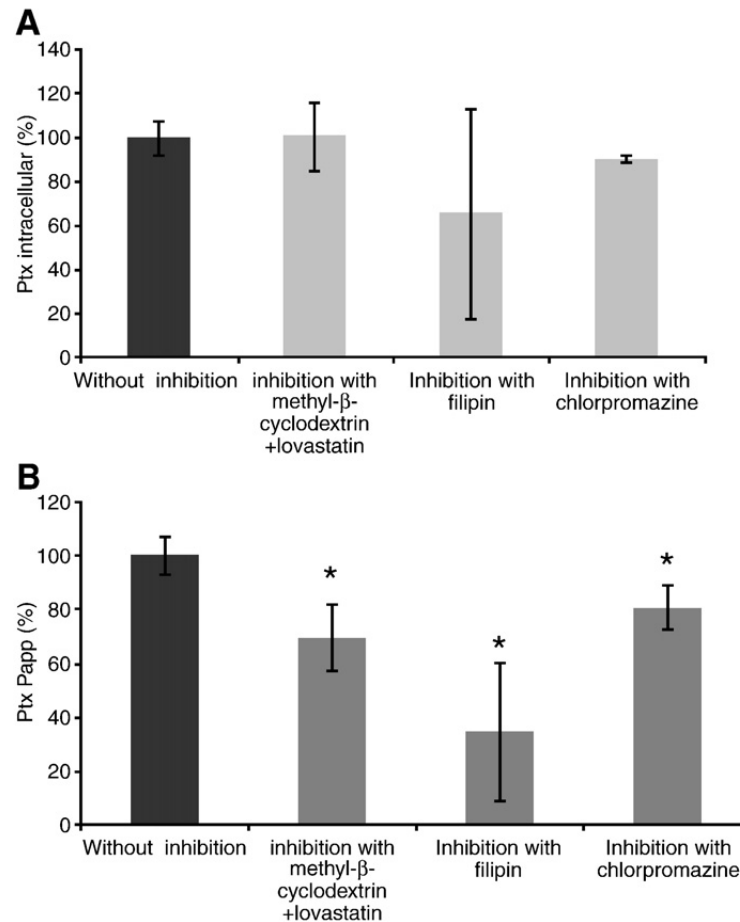 A
140
120
100
80
60
40
20
0
Ptx intracellular (%)
Without inhibition
inhibition with
methyl-β-
cyclodextrin
+lovastatin
Inhibition with
filipin
Inhibition with
chlorpromazine
B
120
100
80
60
40
20
0
Ptx Papp (%)
*
*
*
Without inhibition
inhibition with
methyl-β-
cyclodextrin
+lovastatin
Inhibition with
filipin
Inhibition with
chlorpromazine